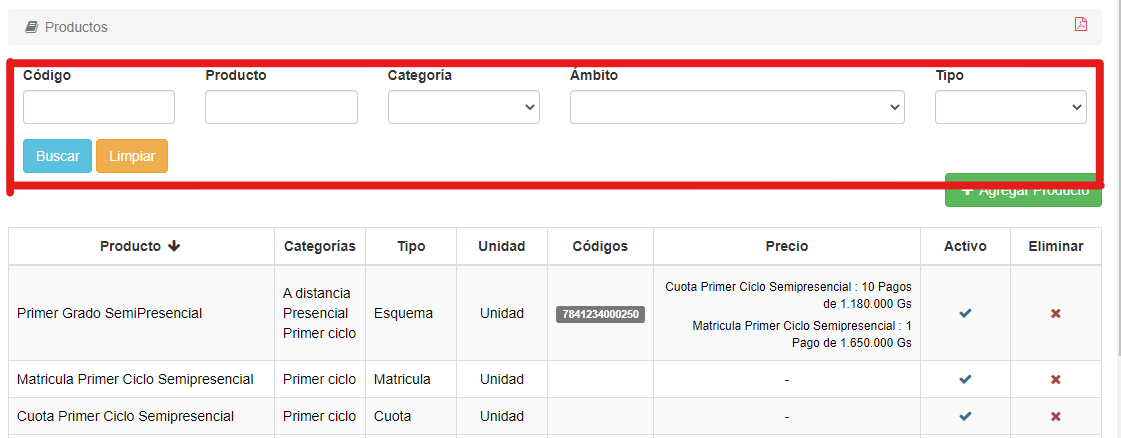 Productos
Código Producto Categoría Ámbito Tipo
Buscar Limpiar
Agregar Producto
Producto Categorías Tipo Unidad Códigos Precio Activo Eliminar
Primer Grado SemiPresencial
A distancia
Presencial
Primer ciclo
Esquema
Unidad
7841234000250
Cuota Primer Ciclo Semipresencial : 10 Pagos
de 1.180.000 Gs
Matricula Primer Ciclo Semipresencial : 1
Pago de 1.650.000 Gs
Matricula Primer Ciclo Semipresencial Primer ciclo Matricula Unidad -
Cuota Primer Ciclo Semipresencial Primer ciclo Cuota Unidad -